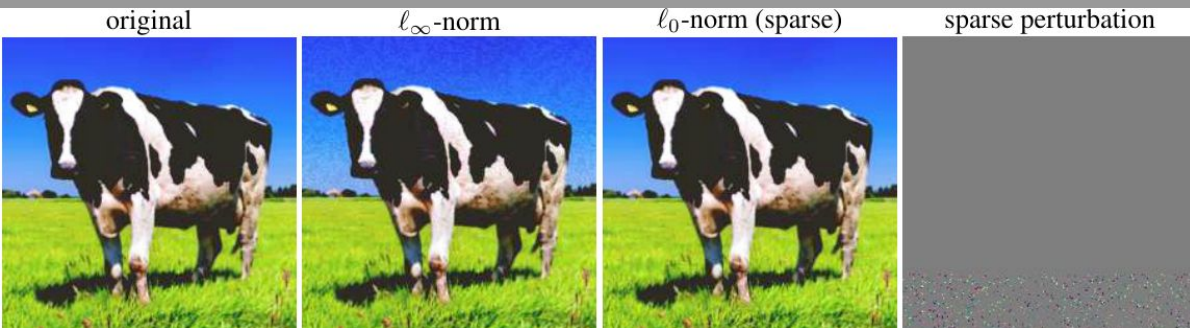 original ℓ∞-norm ℓ0-norm (sparse) sparse perturbation